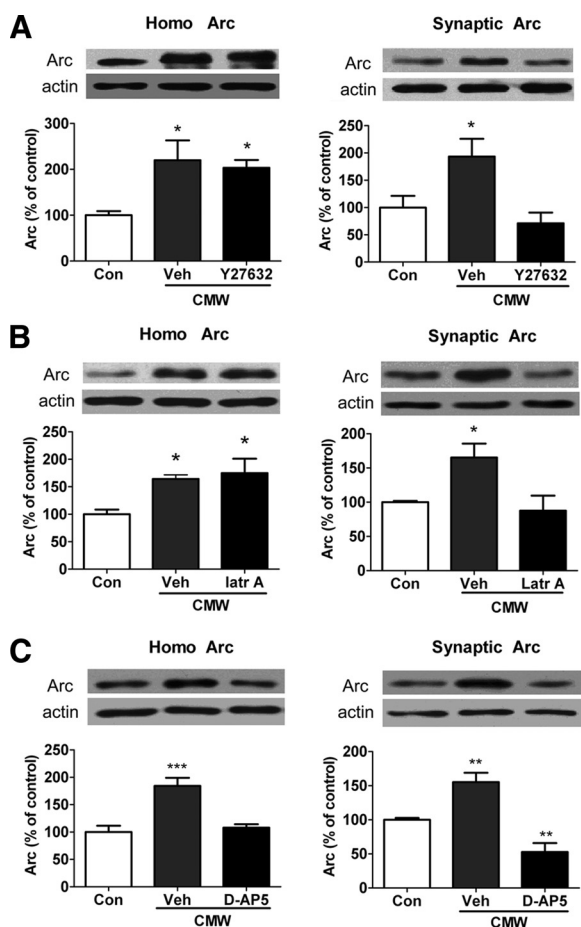 A
Homo Arc
Arc
actin
Arc (% of control)
300
200
100
0
*
*
Con
Veh
Y27632
CMW
Synaptic Arc
Arc
actin
Arc (% of control)
250
200
150
100
50
0
*
Con
Veh
Y27632
CMW
B
Homo Arc
Arc
actin
Arc (% of control)
250
200
150
100
50
0
*
*
Con
Veh
latr A
CMW
Synaptic Arc
Arc
actin
Arc (% of control)
200
150
100
50
0
*
Con
Veh
Latr A
CMW
C
Homo Arc
Arc
actin
Arc (% of control)
250
200
150
100
50
0
***
Con
Veh
D-AP5
CMW
Synaptic Arc
Arc
actin
Arc (% of control)
200
150
100
50
0
**
**
Con
Veh
D-AP5
CMW